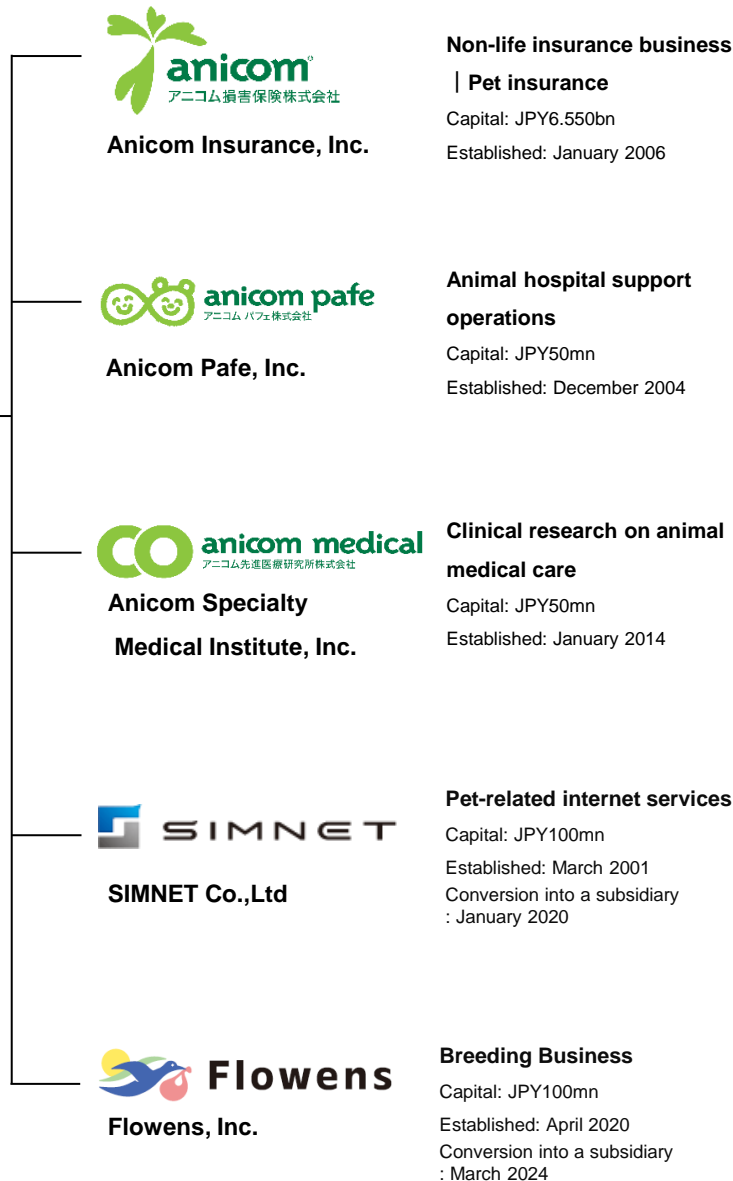 anicom
アニコム損害保険株式会社
Anicom Insurance, Inc.
Non-life insurance business
｜Pet insurance
Capital: JPY6.550bn
Established: January 2006
anicom pafe
アニコム パフェ株式会社
Anicom Pafe, Inc.
Animal hospital support
operations
Capital: JPY50mn
Established: December 2004
anicom medical
アニコム先進医療研究所株式会社
Anicom Specialty
Medical Institute, Inc.
Clinical research on animal
medical care
Capital: JPY50mn
Established: January 2014
SIMNET
SIMNET Co.,Ltd
Pet-related internet services
Capital: JPY100mn
Established: March 2001
Conversion into a subsidiary
: January 2020
Flowens
Flowens, Inc.
Breeding Business
Capital: JPY100mn
Established: April 2020
Conversion into a subsidiary
: March 2024